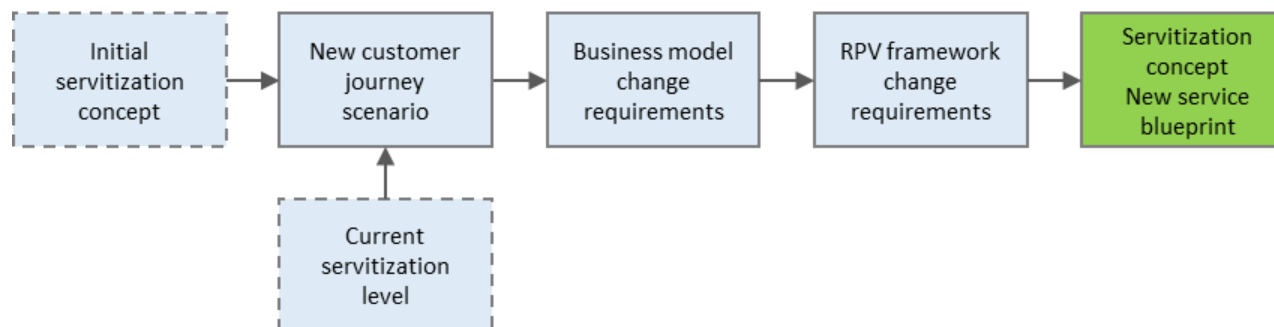 Initial
servitization
concept
New customer
journey
scenario
Business model
change
requirements
RPV framework
change
requirements
Servitization
concept
New service
blueprint
Current
servitization
level